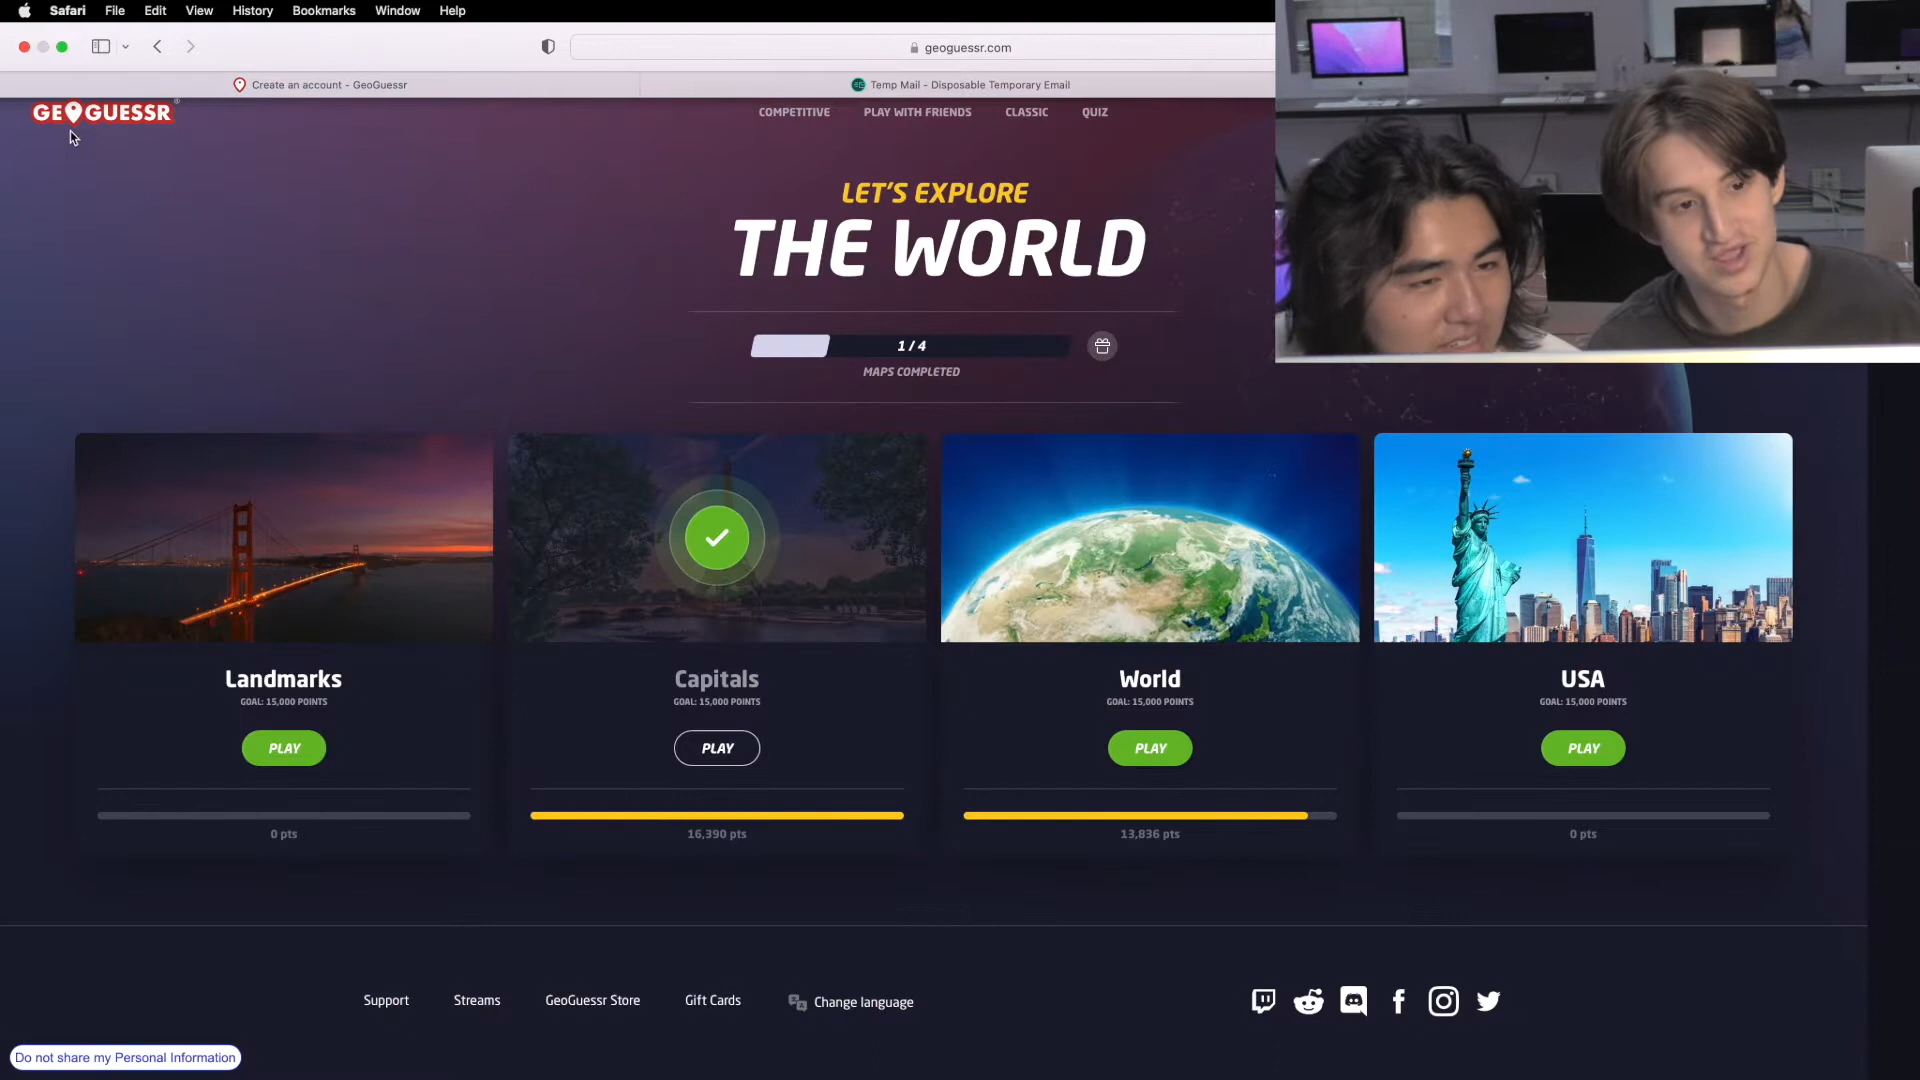 Safari File Edit View History Bookmarks Window Help
geoguessr.com
Create an account - GeoGuessr
Temp Mail - Disposable Temporary Email
GEOGUESSR
COMPETITIVE PLAY WITH FRIENDS CLASSIC QUIZ
LET'S EXPLORE
THE WORLD
1 / 4
MAPS COMPLETED
Landmarks
GOAL: 15,000 POINTS
PLAY
0 pts
Capitals
GOAL: 15,000 POINTS
PLAY
16,390 pts
World
GOAL: 15,000 POINTS
PLAY
13,836 pts
USA
GOAL: 15,000 POINTS
PLAY
0 pts
Support Streams GeoGuessr Store Gift Cards Change language
Do not share my Personal Information